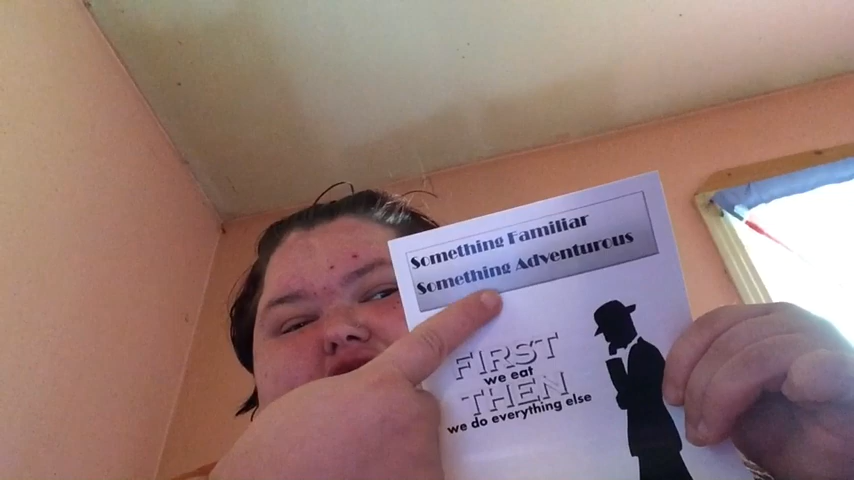 Something Familiar
Something Adventurous
FIRST
we eat
THEN
we do everything else